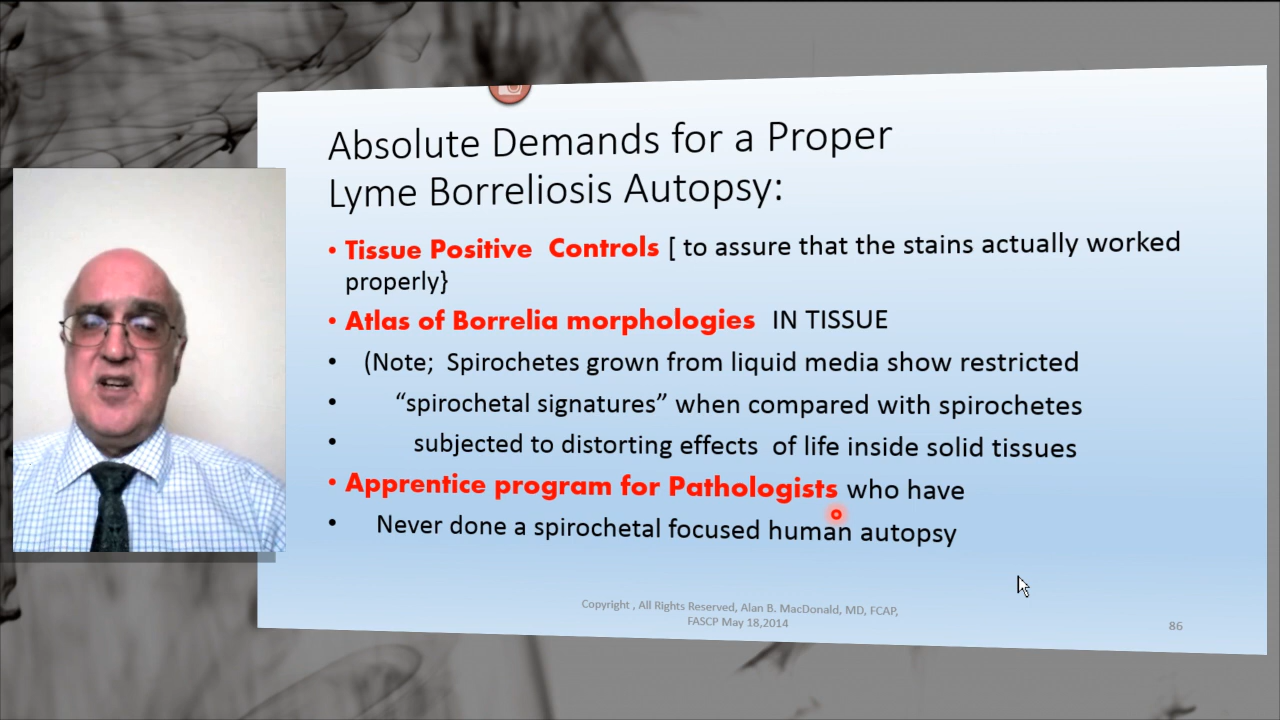 Absolute Demands for a Proper
Lyme Borreliosis Autopsy:
• Tissue Positive Controls [ to assure that the stains actually worked
properly}
• Atlas of Borrelia morphologies IN TISSUE
• (Note; Spirochetes grown from liquid media show restricted
• “spirochetal signatures” when compared with spirochetes
• subjected to distorting effects of life inside solid tissues
• Apprentice program for Pathologists who have
• Never done a spirochetal focused human autopsy
Copyright , All Rights Reserved, Alan B. MacDonald, MD, FCAP,
FASCP May 18,2014
86